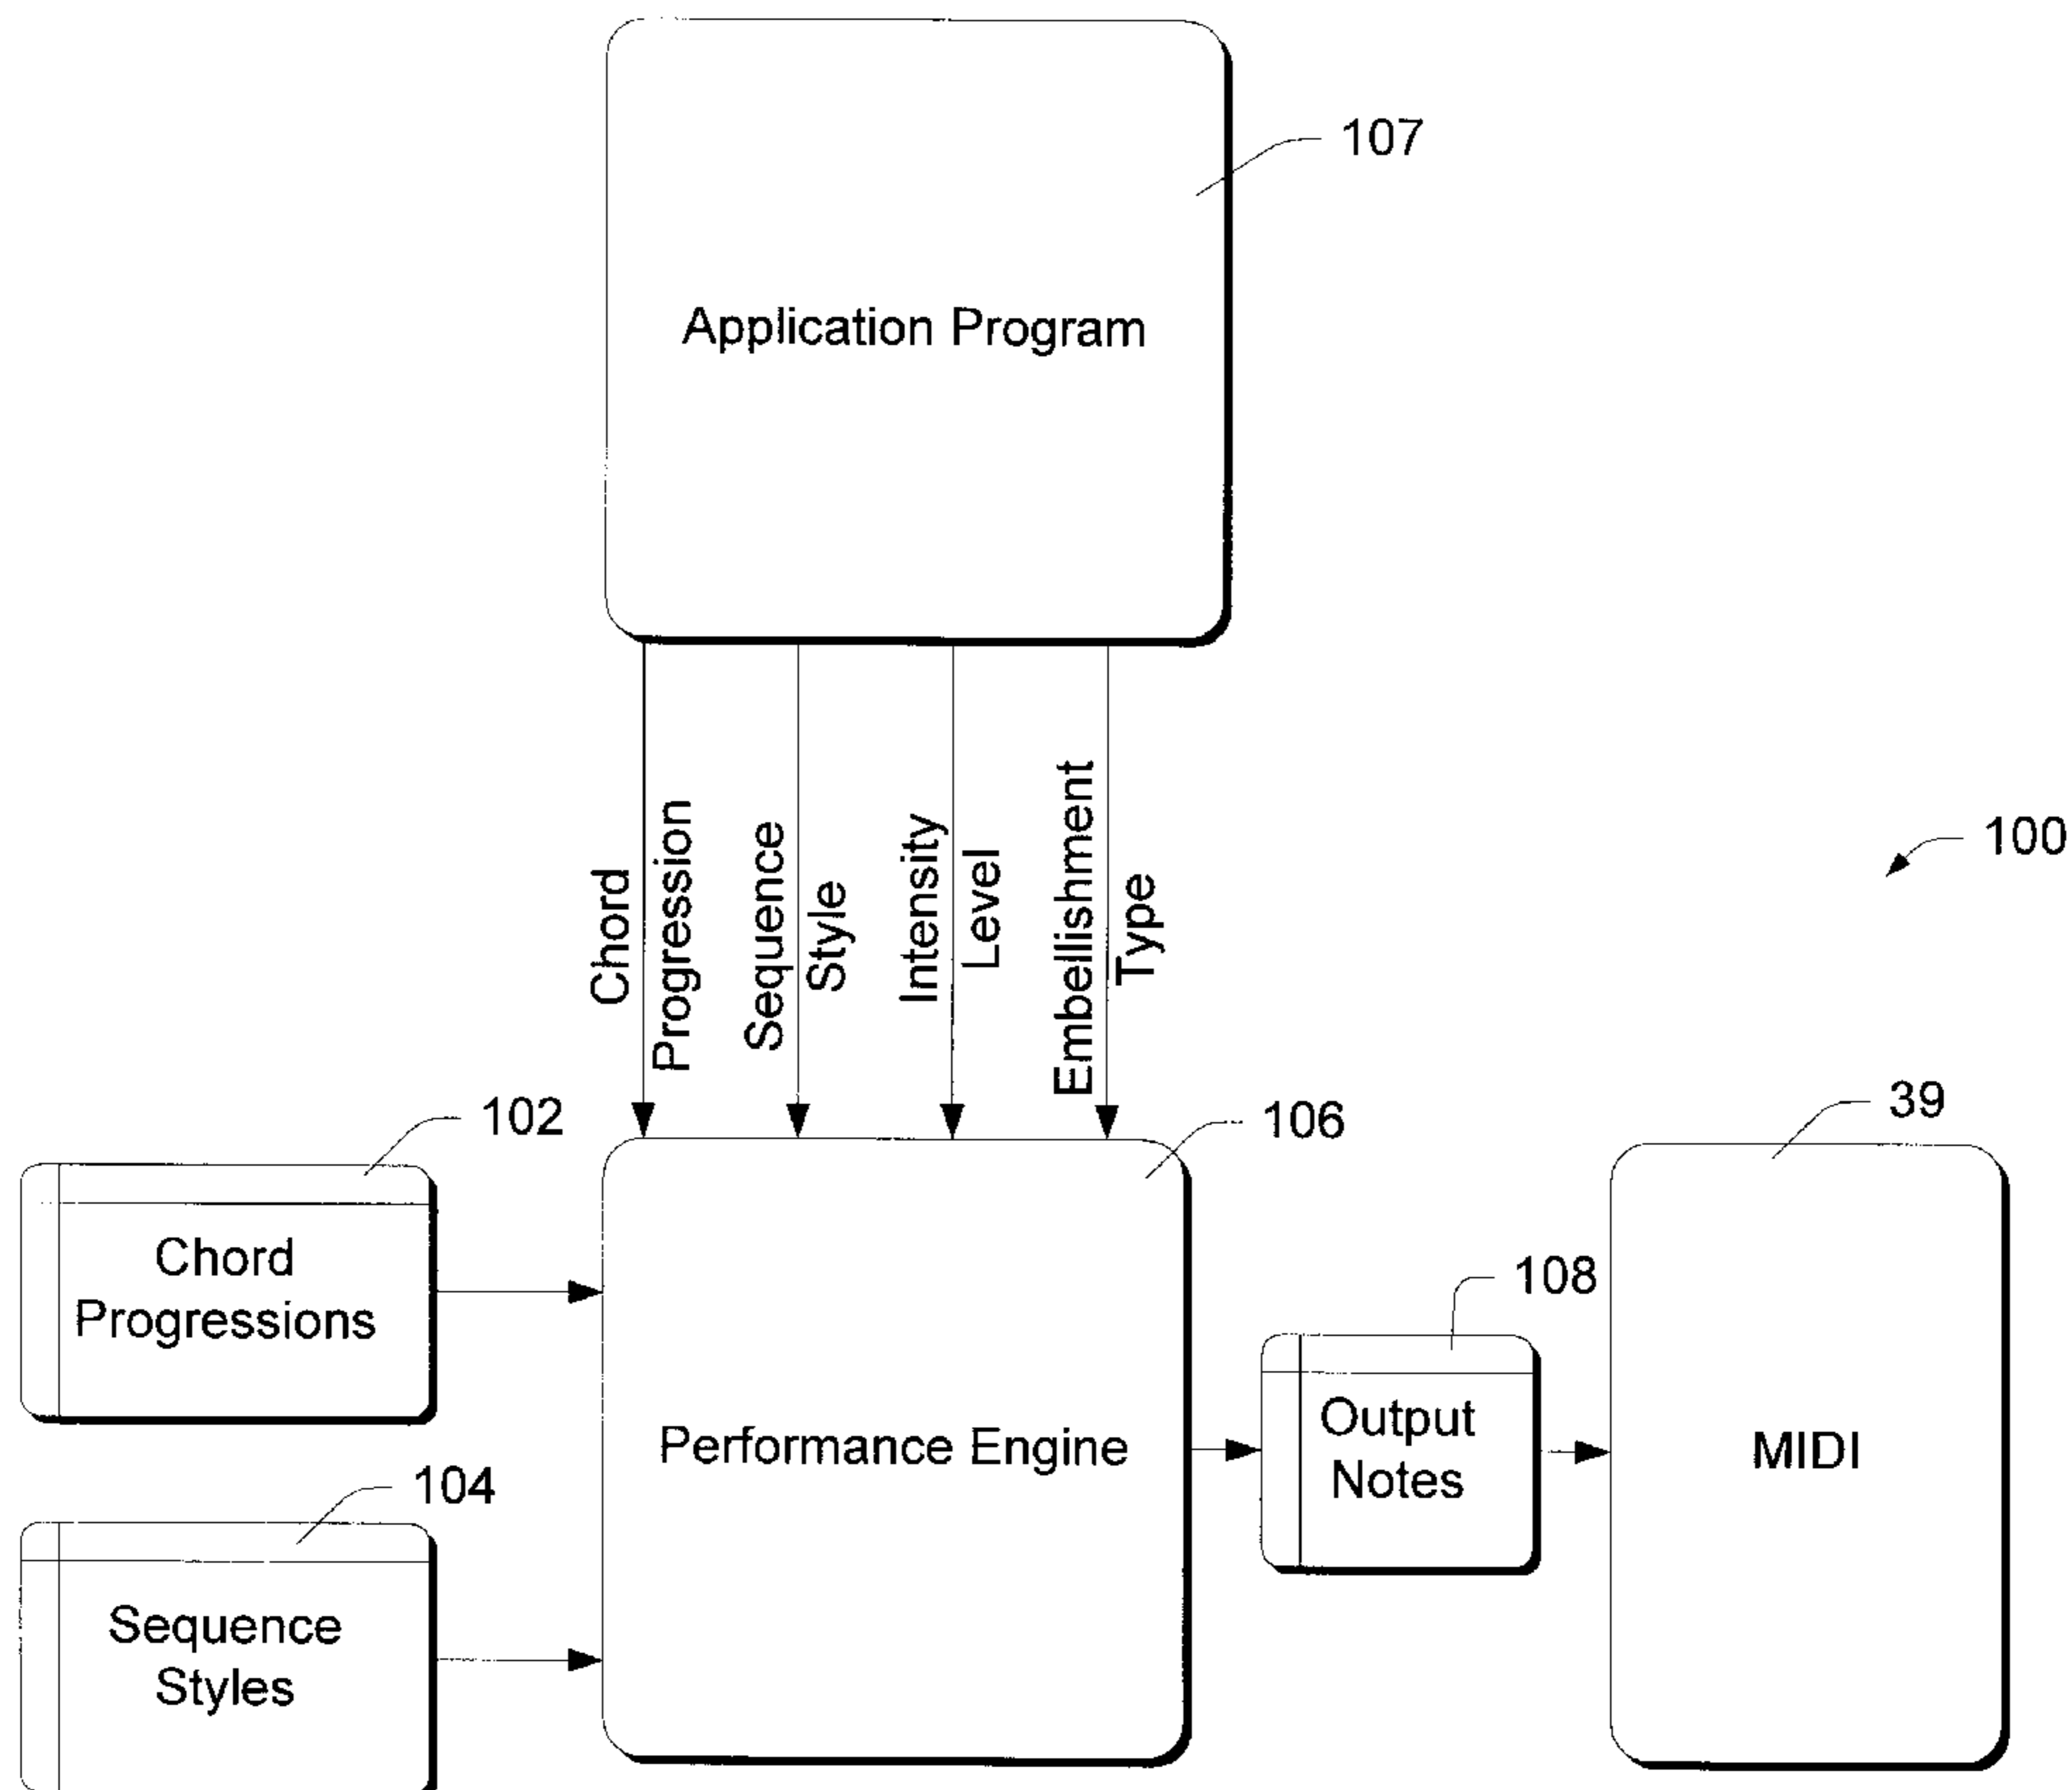 107
Application Program
Chord
Progression
Sequence
Style
Intensity
Level
Embellishment
Type
100
102
106
39
Chord
Progressions
108
Output
Notes
Performance Engine
MIDI
104
Sequence
Styles